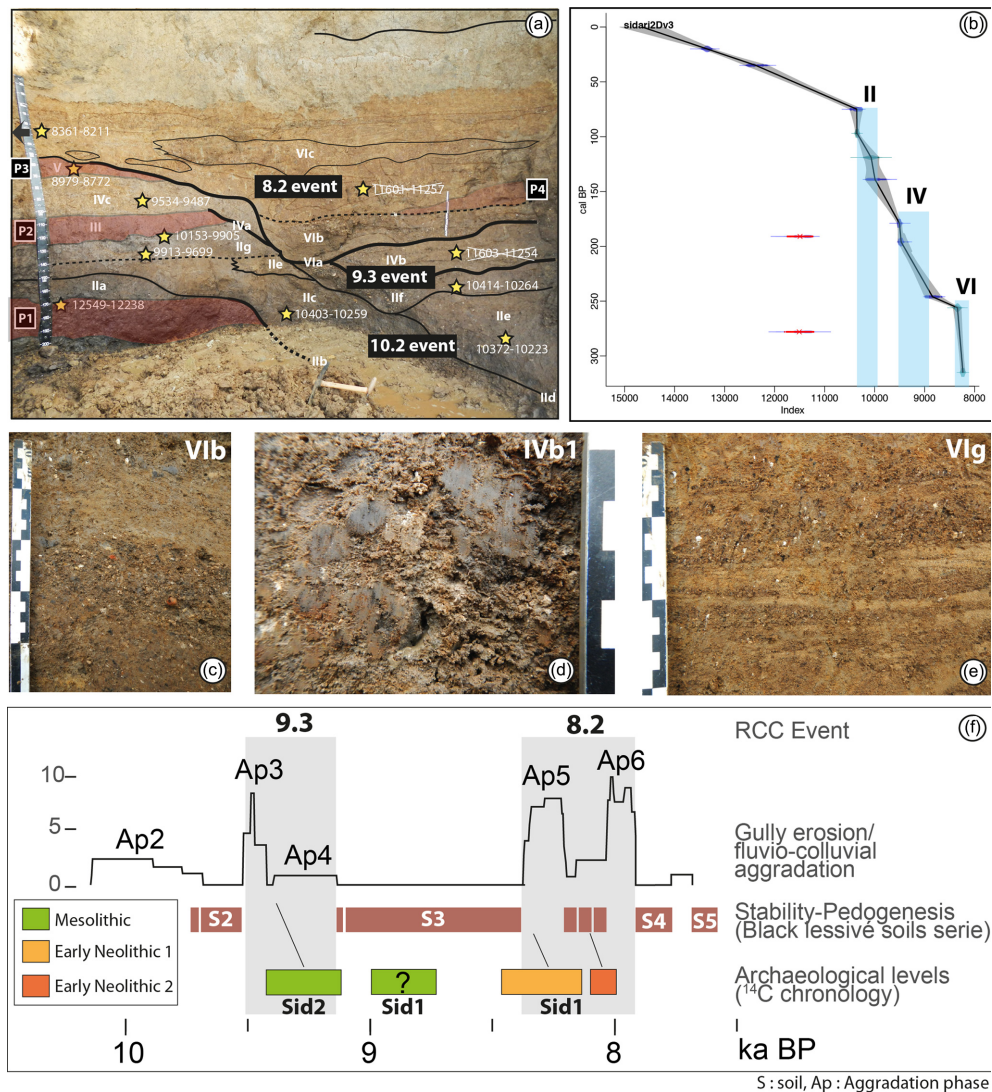 (a)
8361-8211
P3
V
8979-8772
VIc
8.2 event
11601-11257
P4
IVc
9534-9487
P2
III
IVa
10153-9905
IIg
9913-9699
VIb
VIa
IVb
11603-11254
9.3 event
IIe
IIa
12549-12238
P1
IIc
10403-10259
IIf
10414-10264
IIe
10.2 event
10372-10223
IIb
IId
(b)
sidari2Dv3
II
IV
VI
cal BP
0
50
100
150
200
250
300
15000 14000 13000 12000 11000 10000 9000 8000
Index
VIb
(c)
IVb1
(d)
VIg
(e)
(f)
9.3
8.2
RCC Event
10
5
0
Ap2
Ap3
Ap4
Ap5
Ap6
Gully erosion/
fluvio-colluvial
aggradation
S2
S3
S4
S5
Stability-Pedogenesis
(Black lessivé soils serie)
Mesolithic
Early Neolithic 1
Early Neolithic 2
Sid2
?
Sid1
Sid1
Archaeological levels
(14C chronology)
10
9
8
ka BP
S : soil, Ap : Aggradation phase